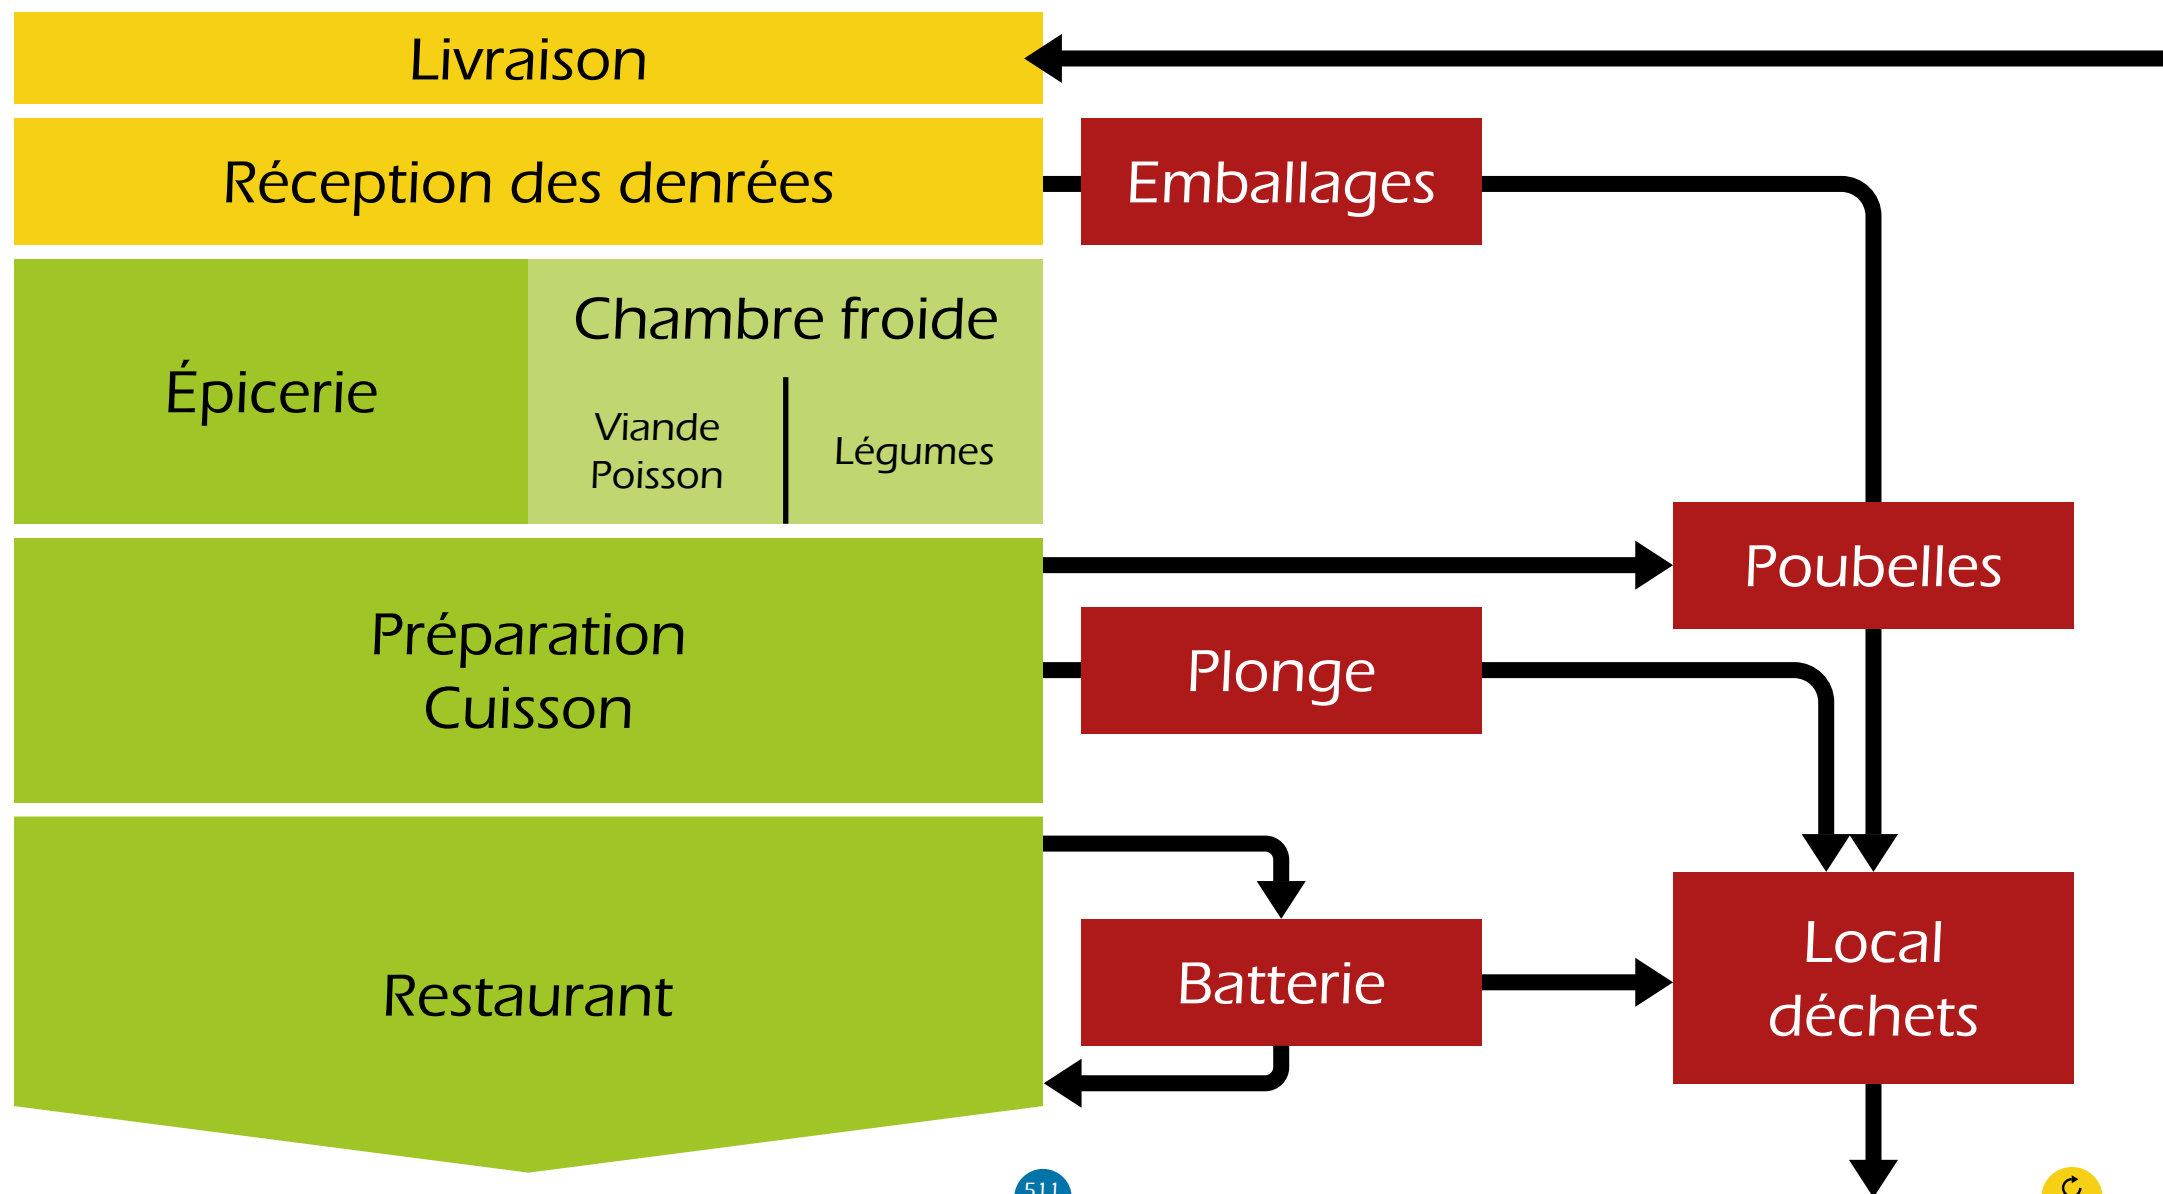 Livraison
Réception des denrées
Emballages
Épicerie
Chambre froide
Viande
Poisson
Légumes
Poubelles
Préparation
Cuisson
Plonge
Restaurant
Batterie
Local
déchets
511